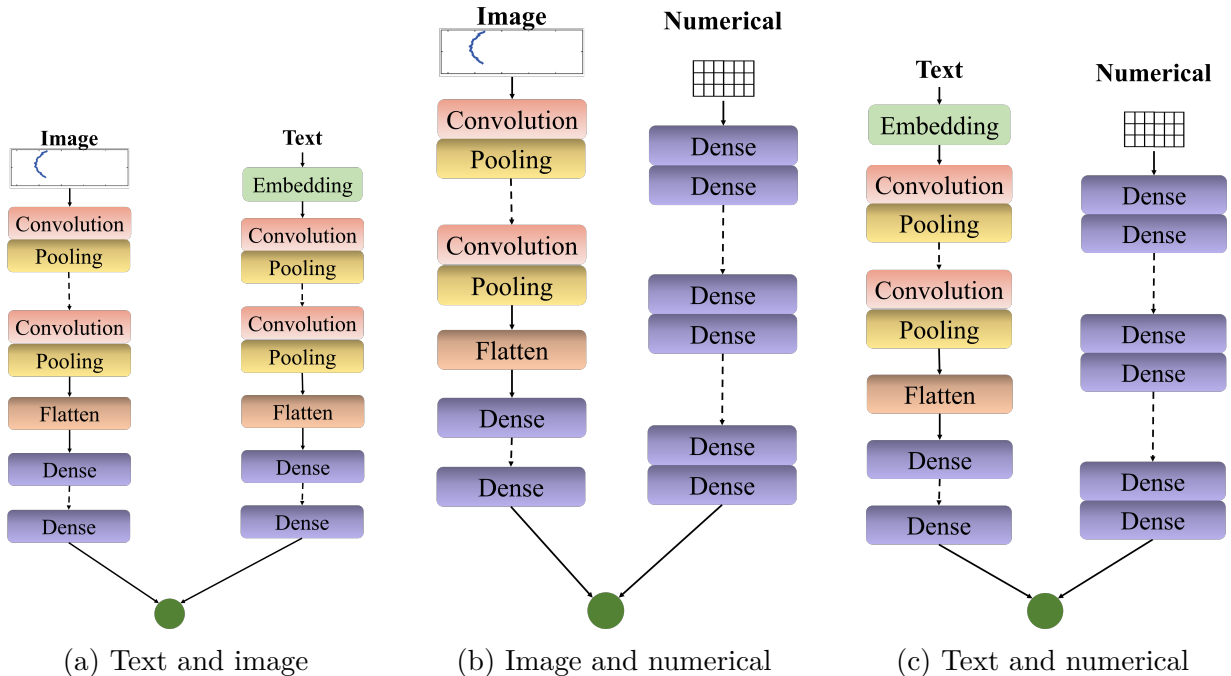 Image
Convolution
Pooling
Convolution
Pooling
Flatten
Dense
Dense
Text
Embedding
Convolution
Pooling
Convolution
Pooling
Flatten
Dense
Dense
(a) Text and image
Image
Convolution
Pooling
Convolution
Pooling
Flatten
Dense
Dense
Numerical
Dense
Dense
Dense
Dense
Dense
Dense
(b) Image and numerical
Text
Embedding
Convolution
Pooling
Convolution
Pooling
Flatten
Dense
Dense
Numerical
Dense
Dense
Dense
Dense
Dense
Dense
(c) Text and numerical